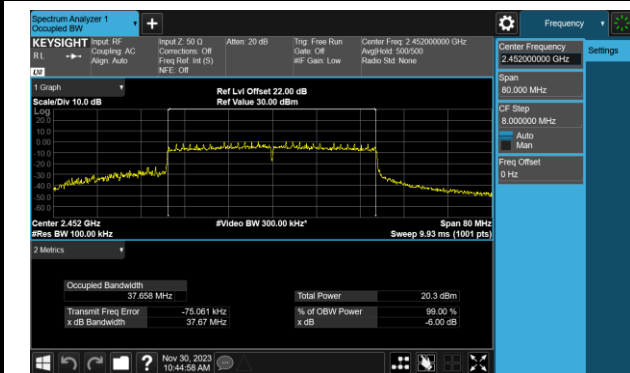 Spectrum Analyzer 1
Occupied BW
Frequency
KEYSIGHT
RL
Input: RF
Coupling: AC
Align: Auto
Input Z: 50 Ω
Corrections: Off
Freq Ref: Int (S)
NFE: Off
Atten: 20 dB
Trig: Free Run
Gate: Off
#IF Gain: Low
Center Freq: 2.452000000 GHz
Avg|Hold: 500/500
Radio Std: None
Center Frequency
2.452000000 GHz
Settings
Span
80.000 MHz
CF Step
8.000000 MHz
Auto
Man
Freq Offset
0 Hz
1 Graph
Scale/Div 10.0 dB
Ref Lvl Offset 22.00 dB
Ref Value 30.00 dBm
Log
20.0
10.0
0.00
-10.0
-20.0
-30.0
-40.0
-50.0
-60.0
Center 2.452 GHz
#Res BW 100.00 kHz
#Video BW 300.00 kHz*
Span 80 MHz
Sweep 9.93 ms (1001 pts)
2 Metrics
Occupied Bandwidth
37.658 MHz
Total Power 20.3 dBm
Transmit Freq Error -75.061 kHz
% of OBW Power 99.00 %
x dB Bandwidth 37.67 MHz
x dB -6.00 dB
?
Nov 30, 2023
10:44:58 AM